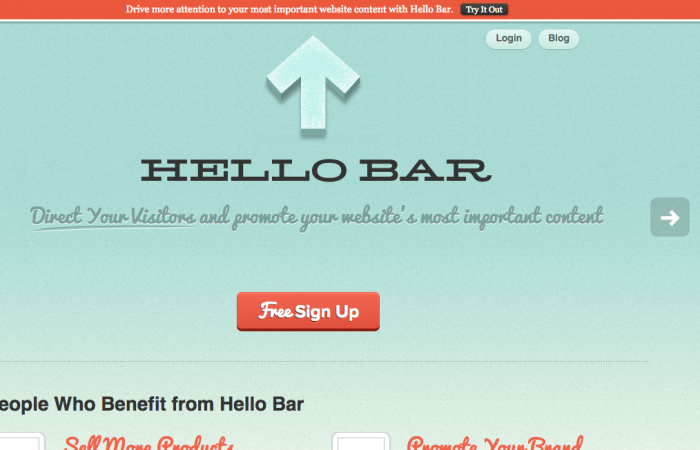 Drive more attention to your most important website content with Hello Bar. Try It Out
Login Blog
HELLO BAR
Direct Your Visitors and promote your website's most important content
Free Sign Up
eople Who Benefit from Hello Bar
Sell More Products Promote Your Brand